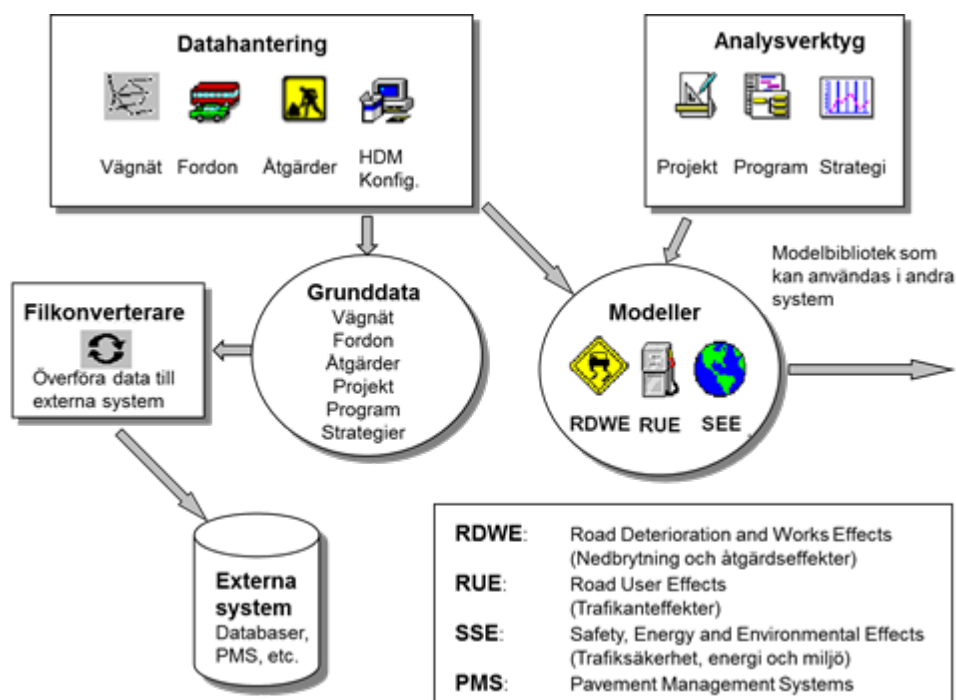 Datahantering
Vägnät Fordon Åtgärder HDM
Konfig.
Analysverktyg
Projekt Program Strategi
Modelbibliotek som
kan användas i andra
system
Filkonverterare
Överföra data till
externa system
Grunddata
Vägnät
Fordon
Åtgärder
Projekt
Program
Strategier
Modeller
RDWE RUE SEE
Externa
system
Databaser,
PMS, etc.
RDWE: Road Deterioration and Works Effects
(Nedbrytning och åtgärdseffekter)
RUE: Road User Effects
(Trafikanteffekter)
SSE: Safety, Energy and Environmental Effects
(Trafiksäkerhet, energi och miljö)
PMS: Pavement Management Systems